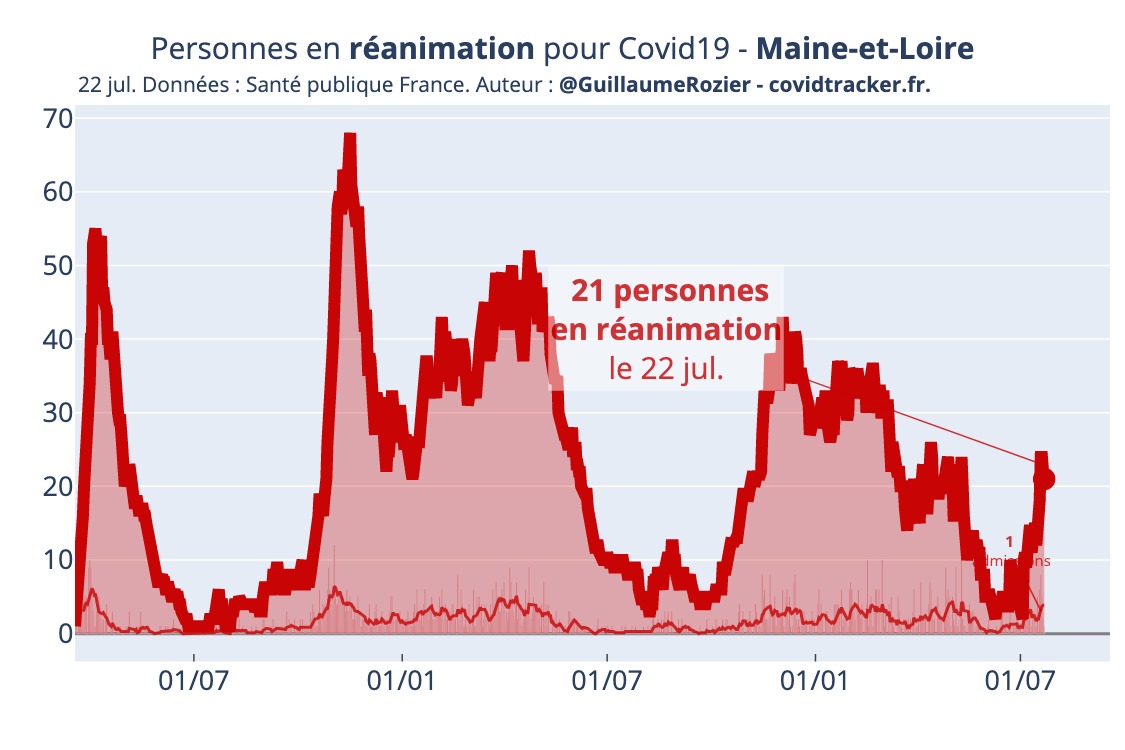 Personnes en réanimation pour Covid19 - Maine-et-Loire
22 jul. Données : Santé publique France. Auteur : @GuillaumeRozier - covidtracker.fr.
70
60
50
40
30
20
10
0
21 personnes
en réanimation
le 22 jul.
1
admissions
01/07
01/01
01/07
01/01
01/07